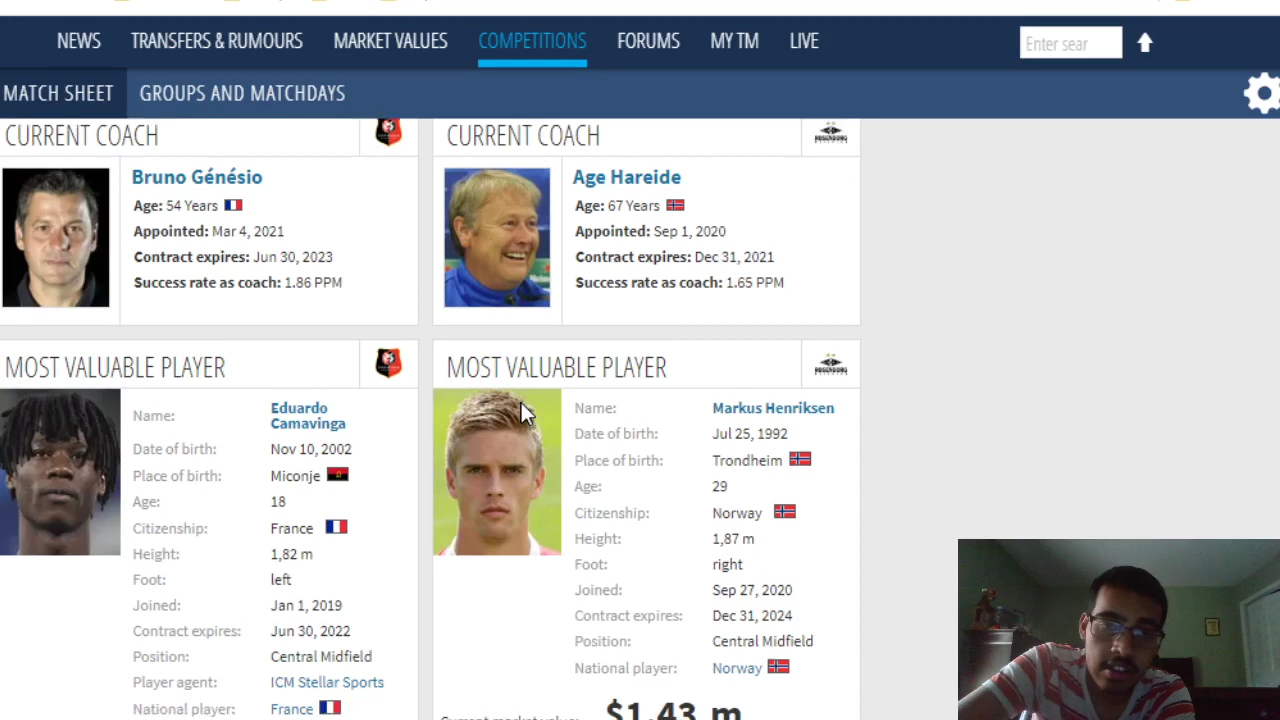 NEWS TRANSFERS & RUMOURS MARKET VALUES COMPETITIONS FORUMS MY TM LIVE Enter sear
MATCH SHEET GROUPS AND MATCHDAYS
CURRENT COACH
Bruno Génésio
Age: 54 Years
Appointed: Mar 4, 2021
Contract expires: Jun 30, 2023
Success rate as coach: 1.86 PPM
CURRENT COACH
ROSENBORG
Age Hareide
Age: 67 Years
Appointed: Sep 1, 2020
Contract expires: Dec 31, 2021
Success rate as coach: 1.65 PPM
MOST VALUABLE PLAYER
Name: Eduardo
Camavinga
Date of birth: Nov 10, 2002
Place of birth: Miconje
Age: 18
Citizenship: France
Height: 1,82 m
Foot: left
Joined: Jan 1, 2019
Contract expires: Jun 30, 2022
Position: Central Midfield
Player agent: ICM Stellar Sports
National player: France
MOST VALUABLE PLAYER
ROSENBORG
Name: Markus Henriksen
Date of birth: Jul 25, 1992
Place of birth: Trondheim
Age: 29
Citizenship: Norway
Height: 1,87 m
Foot: right
Joined: Sep 27, 2020
Contract expires: Dec 31, 2024
Position: Central Midfield
National player: Norway
Current market value: $1.43 m